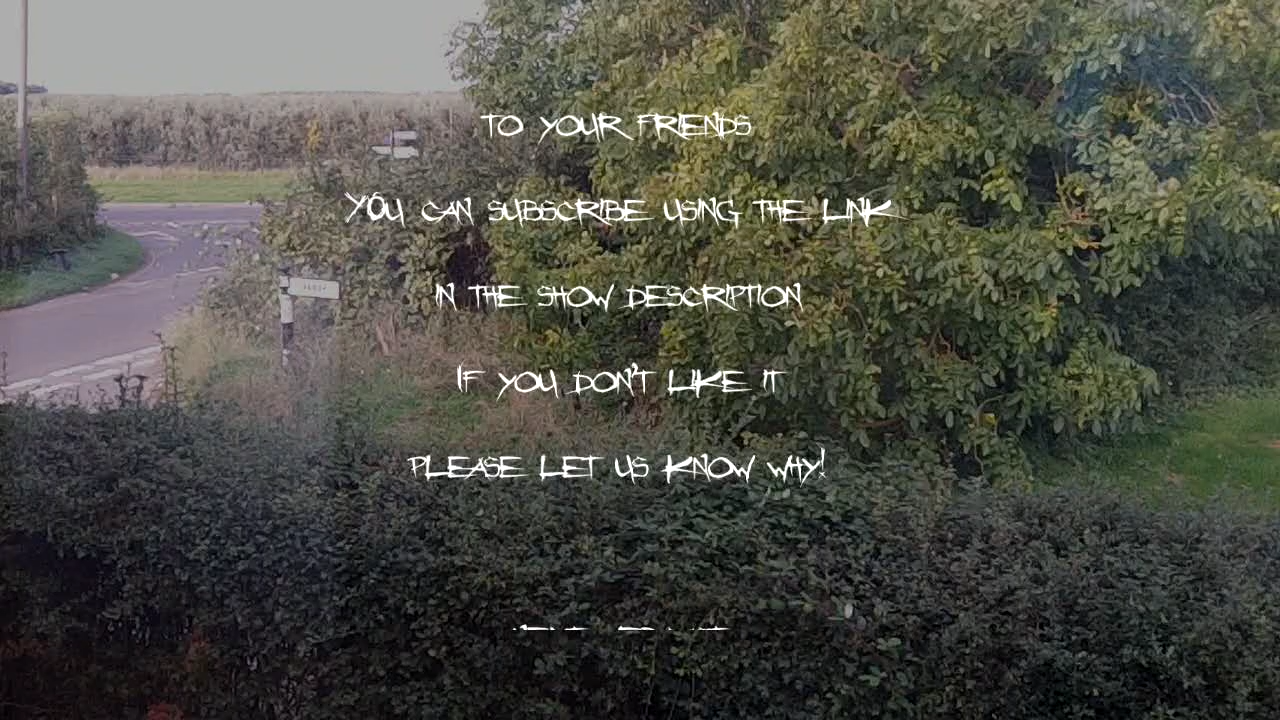 TO YOUR FRIENDS
YOU CAN SUBSCRIBE USING THE LINK
IN THE SHOW DESCRIPTION
IF YOU DON'T LIKE IT
PLEASE LET US KNOW WHY!